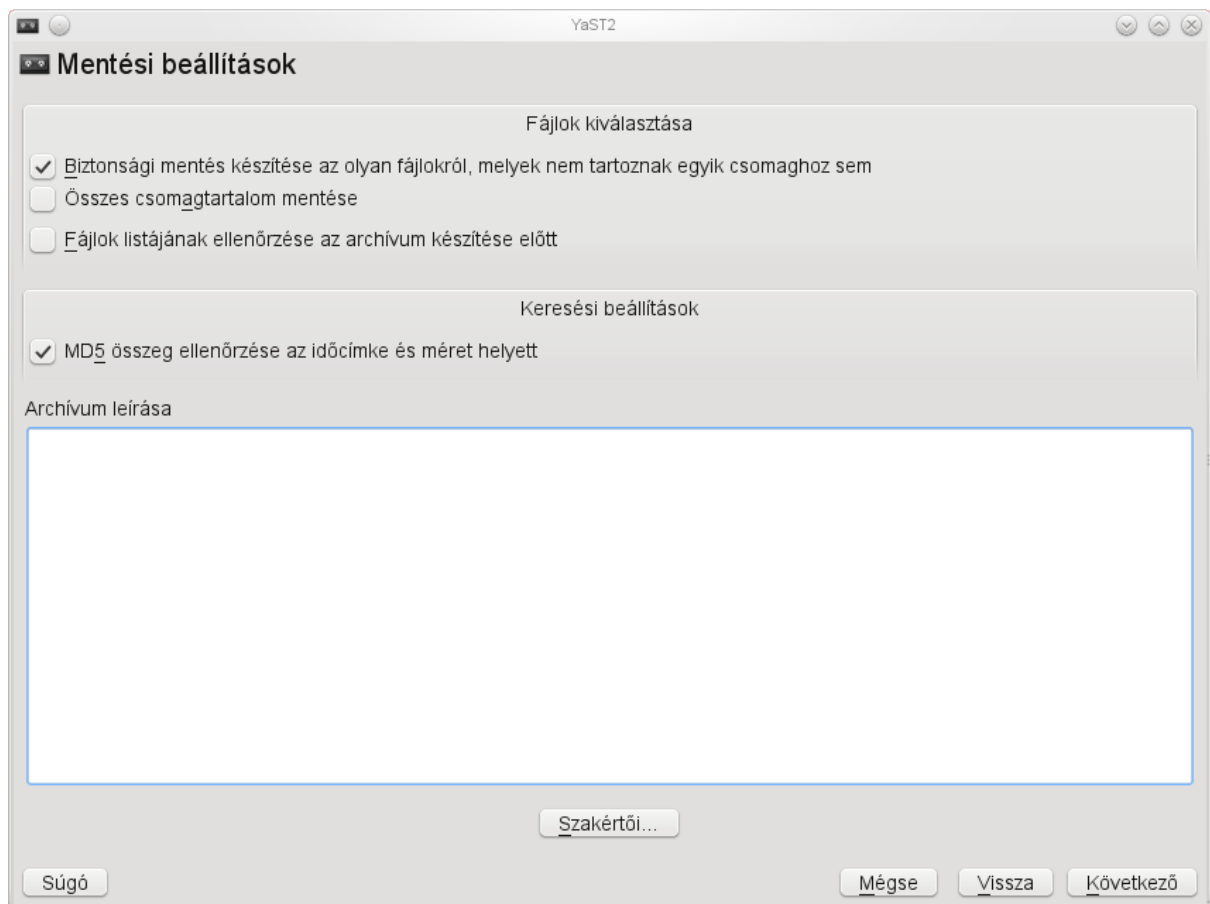 YaST2
Mentési beállítások
Fájlok kiválasztása
Biztonsági mentés készítése az olyan fájlokról, melyek nem tartoznak egyik csomaghoz sem
Összes csomagtartalom mentése
Fájlok listájának ellenőrzése az archívum készítése előtt
Keresési beállítások
MD5 összeg ellenőrzése az időcímke és méret helyett
Archívum leírása
Szakértői...
Súgó
Mégse
Vissza
Következő